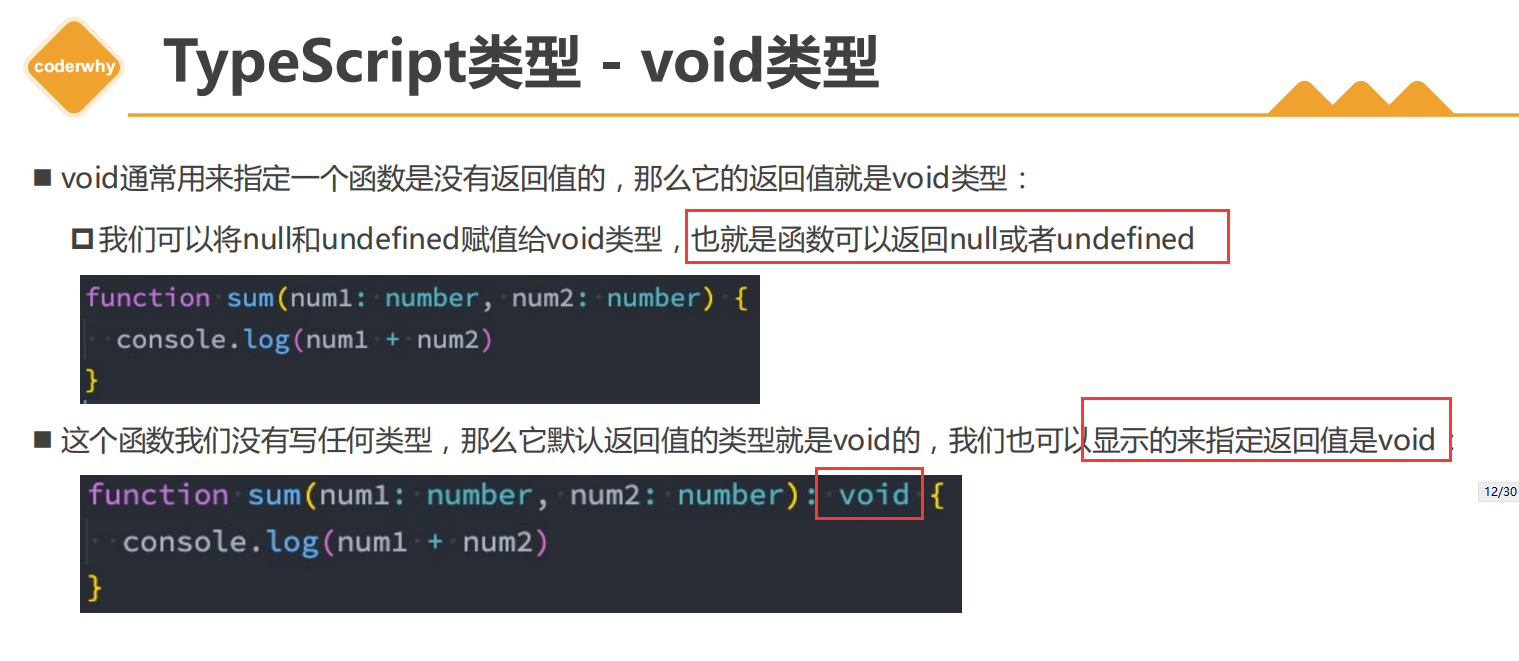 coderwhy
TypeScript类型 - void类型
void通常用来指定一个函数是没有返回值的，那么它的返回值就是void类型：
我们可以将null和undefined赋值给void类型，也就是函数可以返回null或者undefined
function sum(num1: number, num2: number) {
console.log(num1 + num2)
}
这个函数我们没有写任何类型，那么它默认返回值的类型就是void的，我们也可以显示的来指定返回值是void：
function sum(num1: number, num2: number): void {
console.log(num1 + num2)
}
12/30